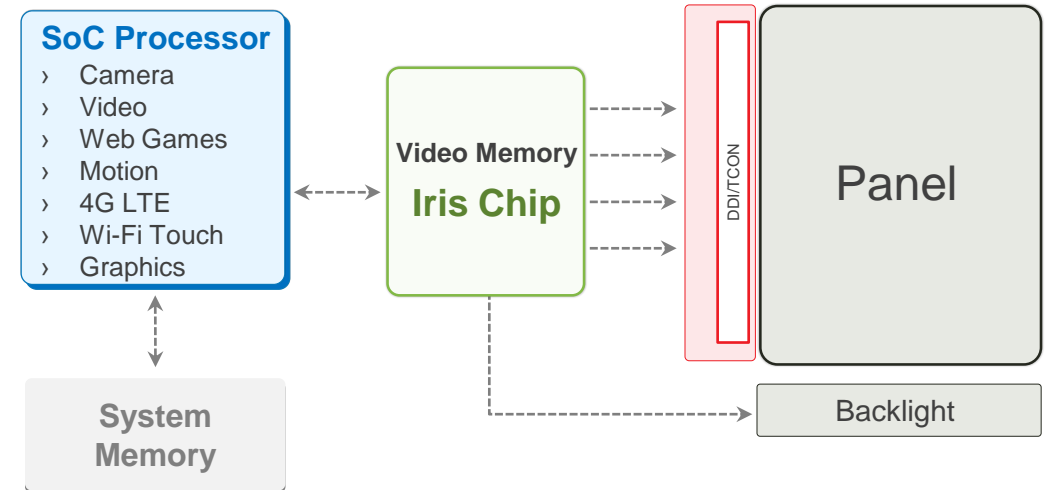 SoC Processor
› Camera
› Video
› Web Games
› Motion
› 4G LTE
› Wi-Fi Touch
› Graphics
System
Memory
Video Memory
Iris Chip
DDI/TCON
Panel
Backlight